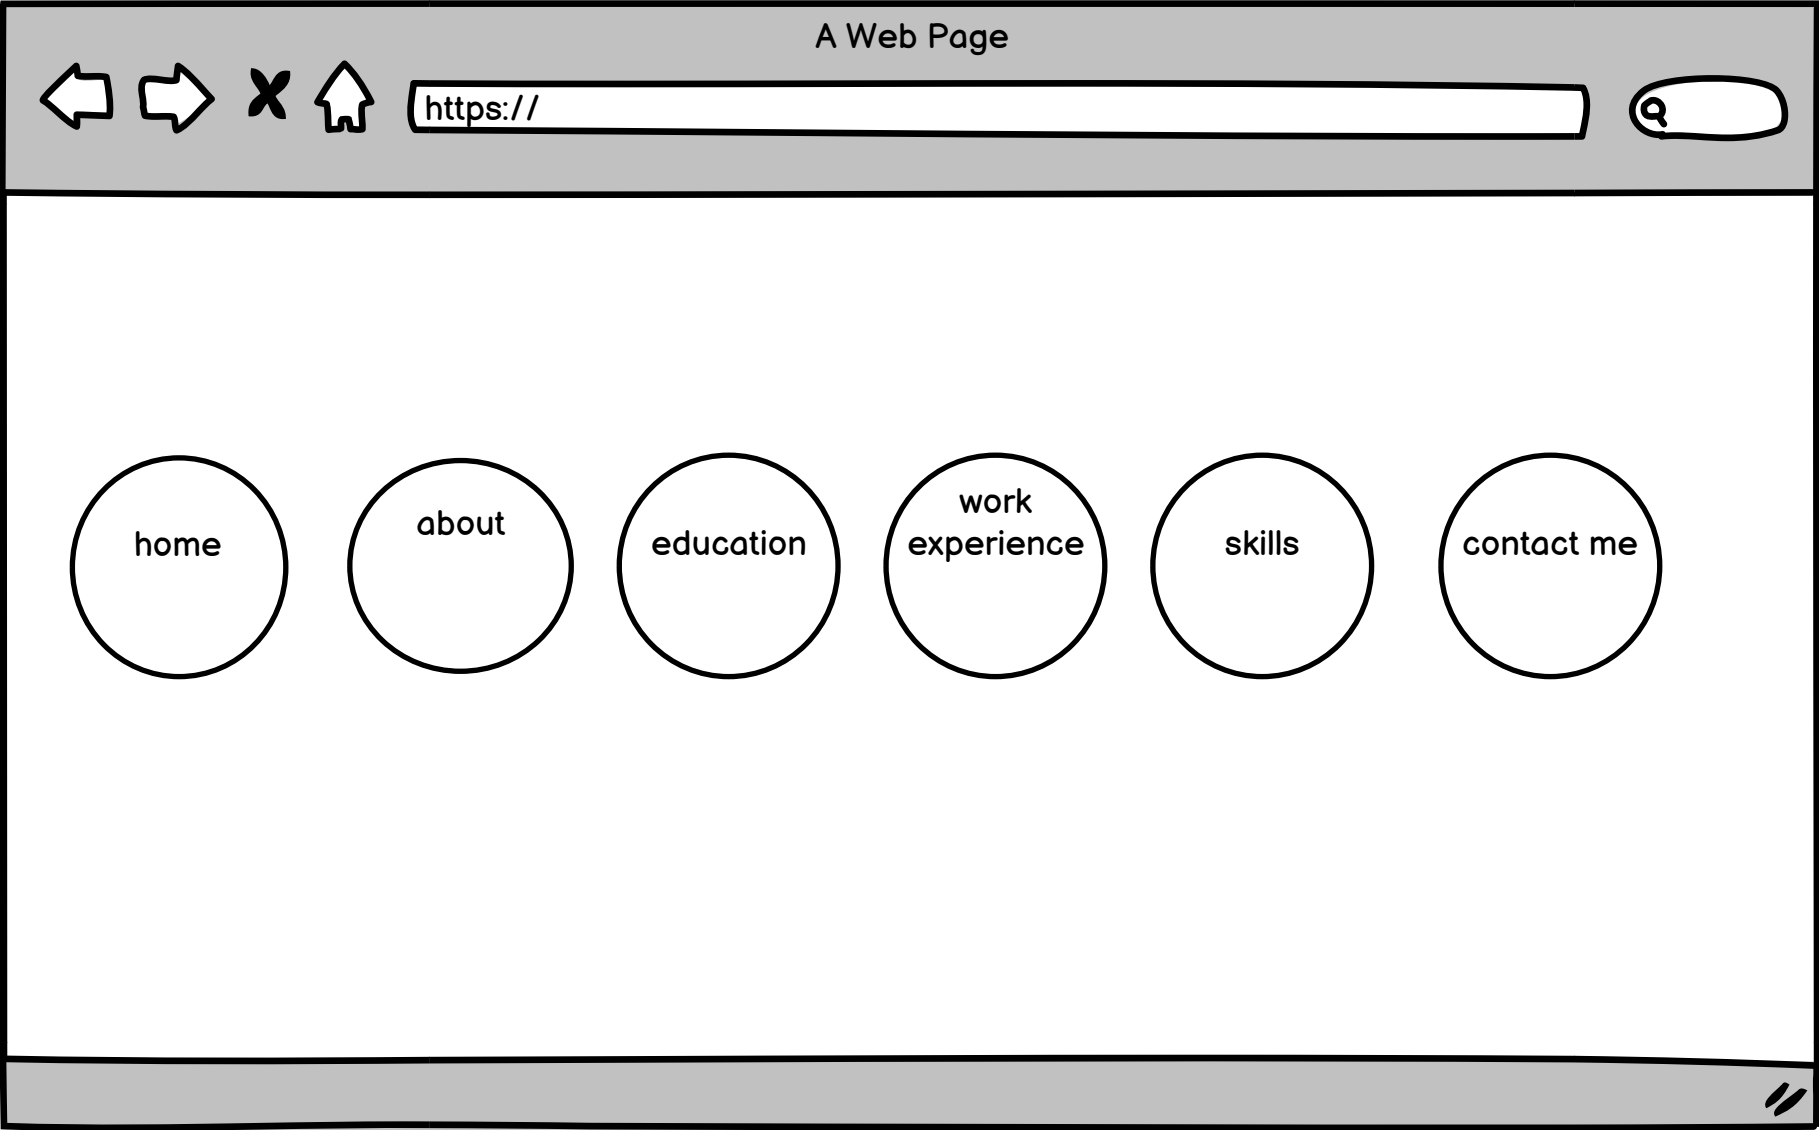 A Web Page
https://
home
about
education
work
experience
skills
contact me